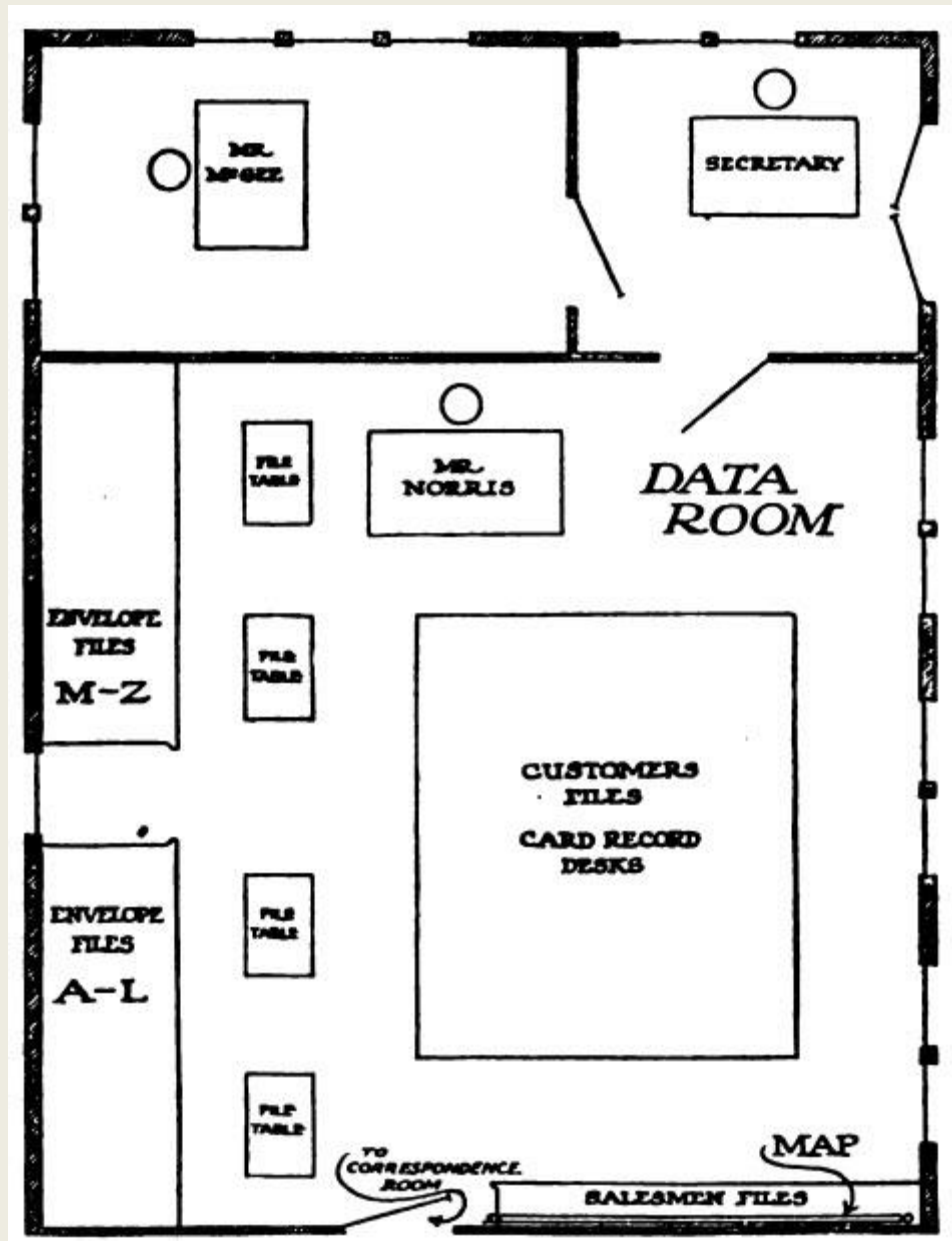 MR.
McGEE
SECRETARY
FILE
TABLE
MR.
NORRIS
DATA
ROOM
FILE
TABLE
ENVELOPE
FILES
M-Z
CUSTOMERS
FILES
CARD RECORD
DESKS
ENVELOPE
FILES
A-L
FILE
TABLE
FILE
TABLE
TO
CORRESPONDENCE
ROOM
MAP
SALESMEN FILES